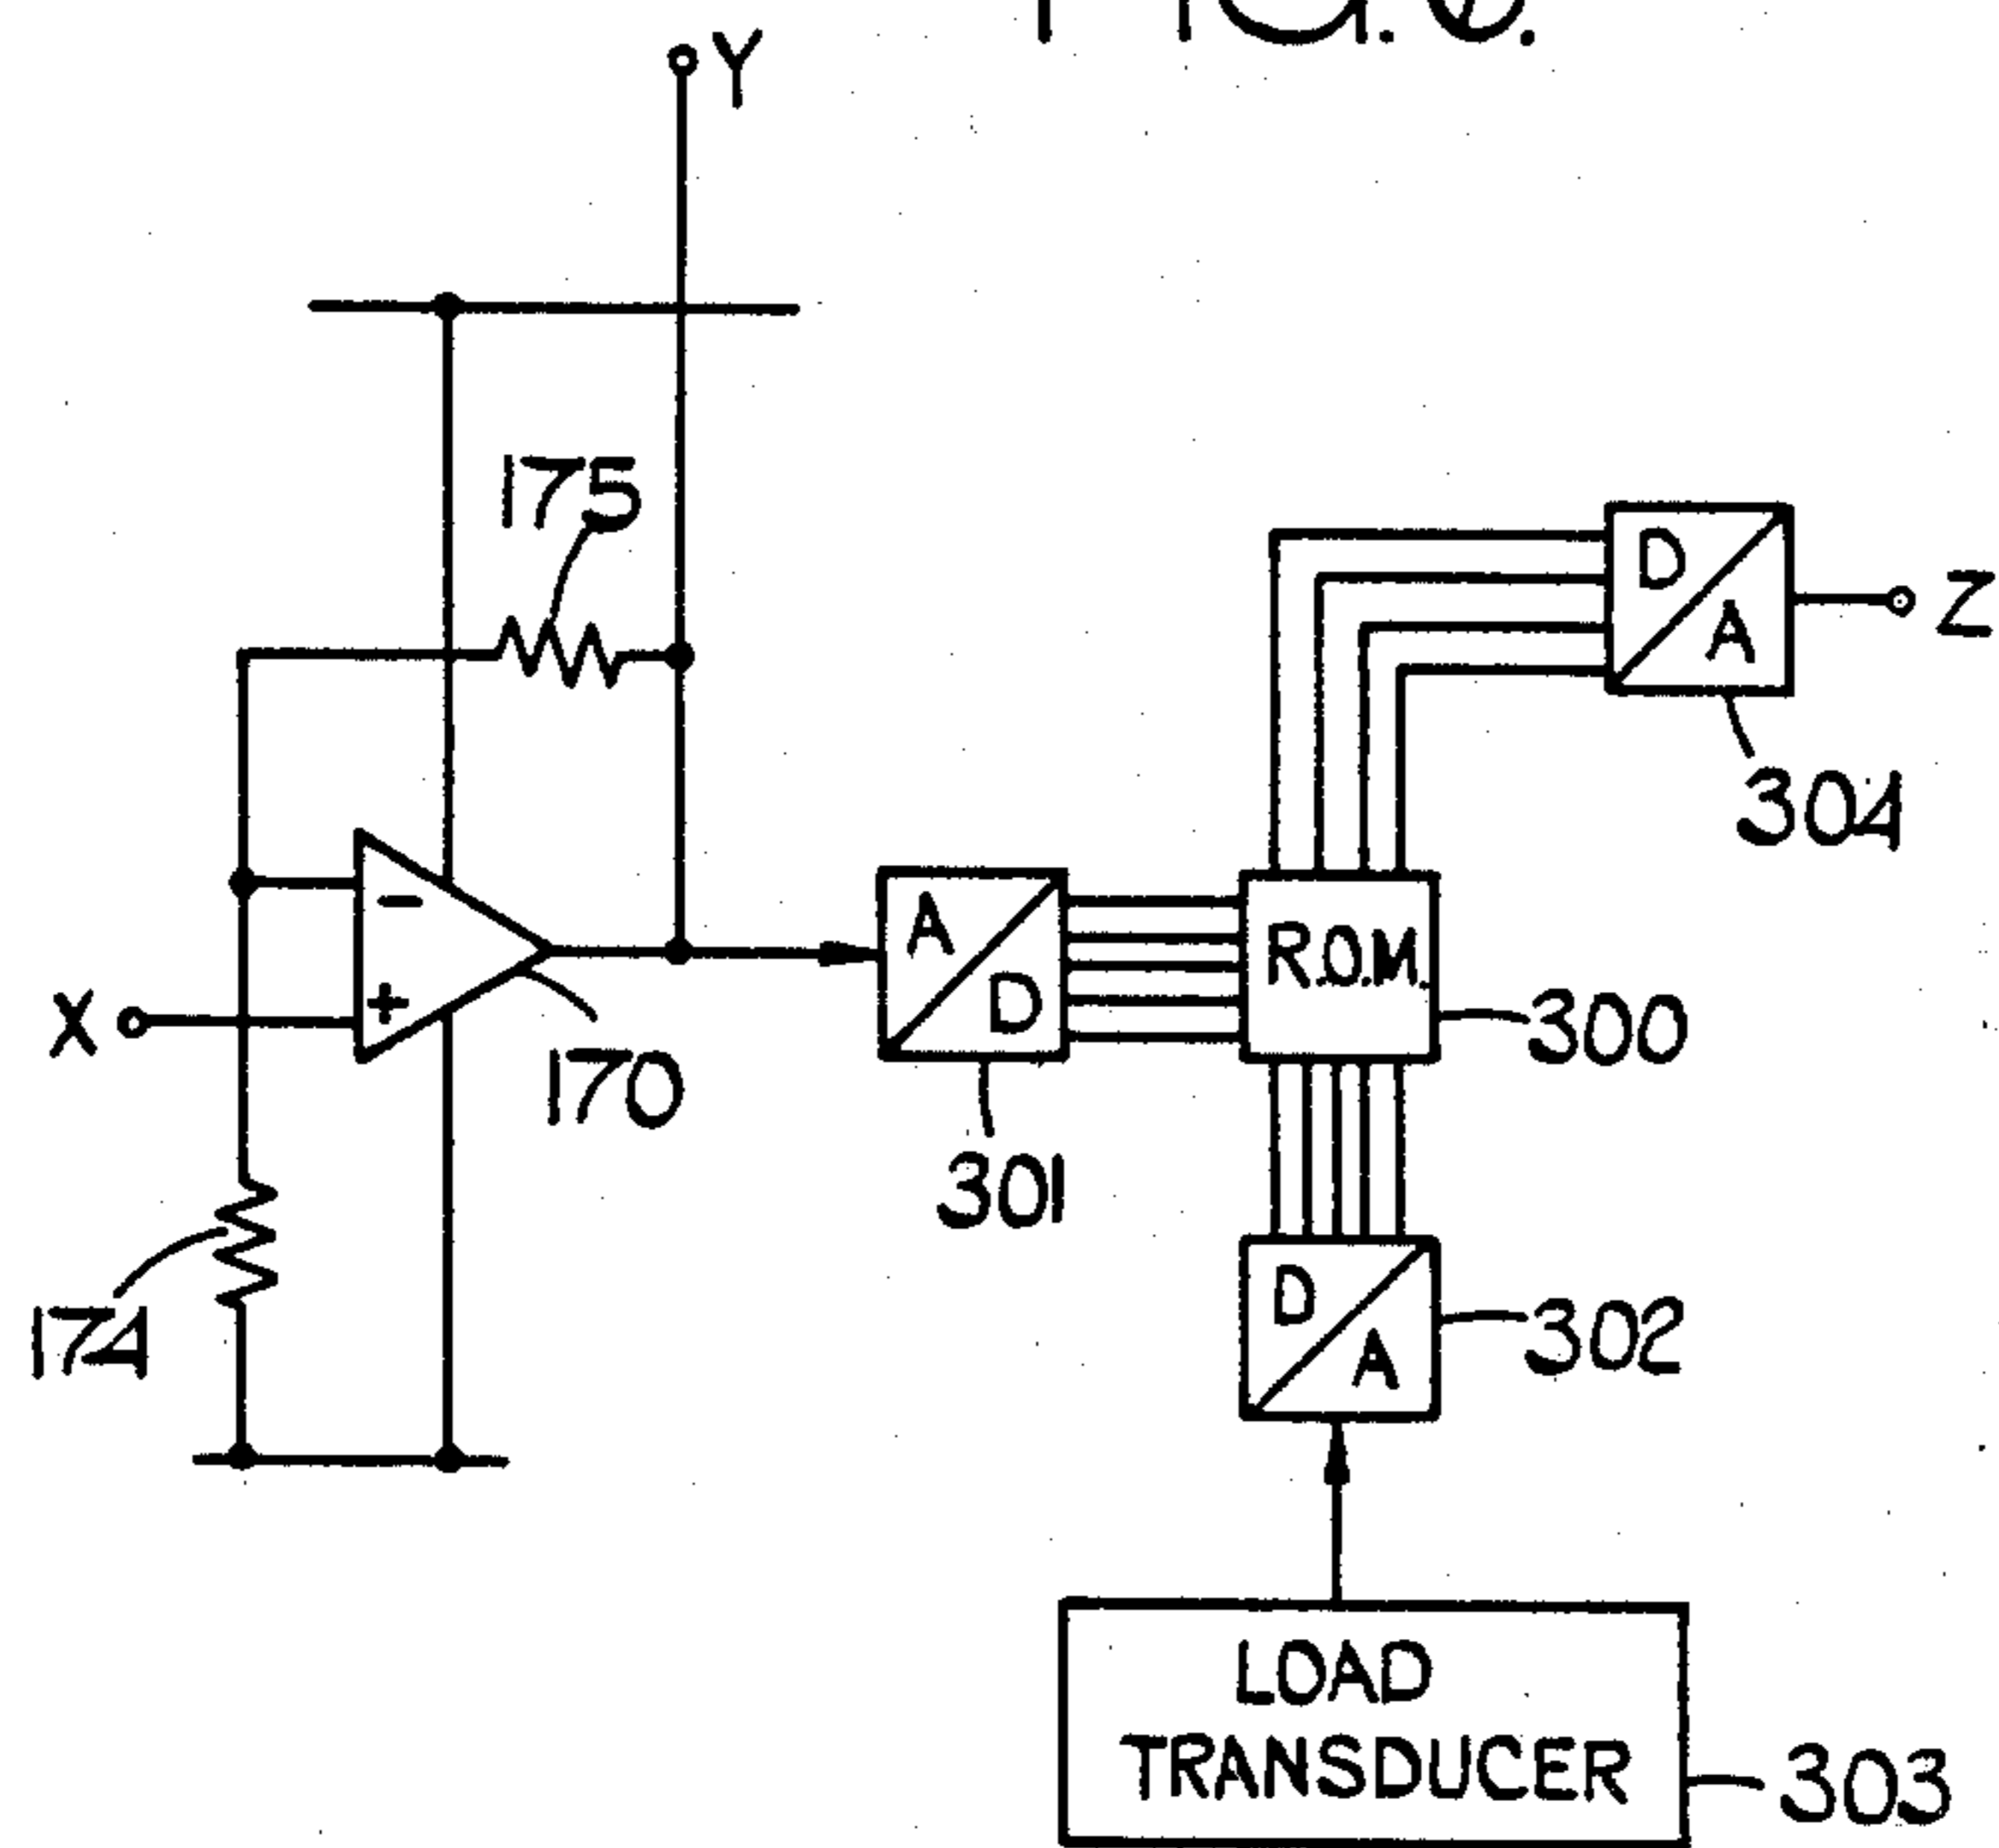 Y
175
D
A
Z
304
A
D
R.O.M.
X
-
+
300
170
301
174
D
A
302
LOAD
TRANSDUCER
303